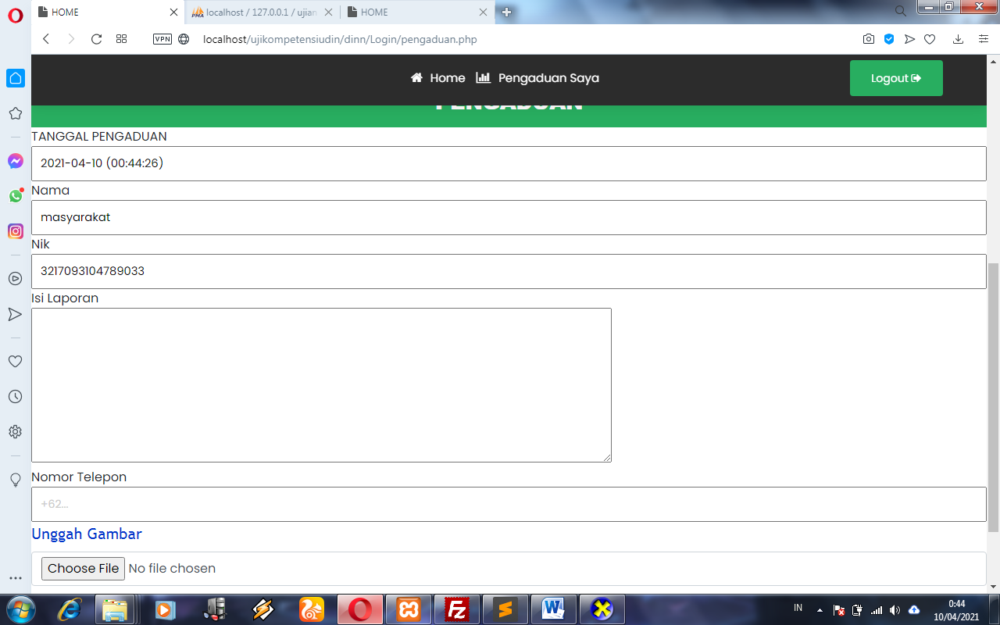 HOME
localhost / 127.0.0.1 / ujian
HOME
VPN
localhost/ujikompetensiudin/dinn/Login/pengaduan.php
Home
Pengaduan Saya
Logout
PENGADUAN
TANGGAL PENGADUAN
2021-04-10 (00:44:26)
Nama
masyarakat
Nik
3217093104789033
Isi Laporan
Nomor Telepon
+62...
Unggah Gambar
Choose File No file chosen
IN
0:44
10/04/2021